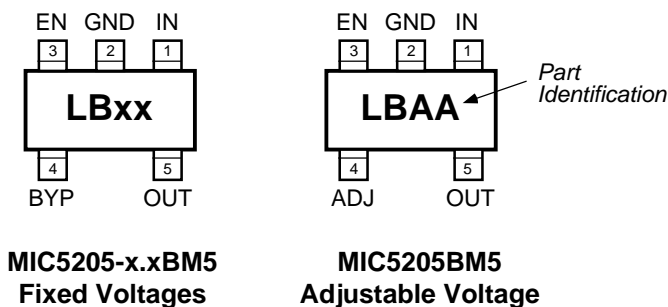 EN GND IN
3 2 1
LBxx
4 5
BYP OUT
MIC5205-x.xBM5
Fixed Voltages
EN GND IN
3 2 1
LBAA
Part
Identification
4 5
ADJ OUT
MIC5205BM5
Adjustable Voltage